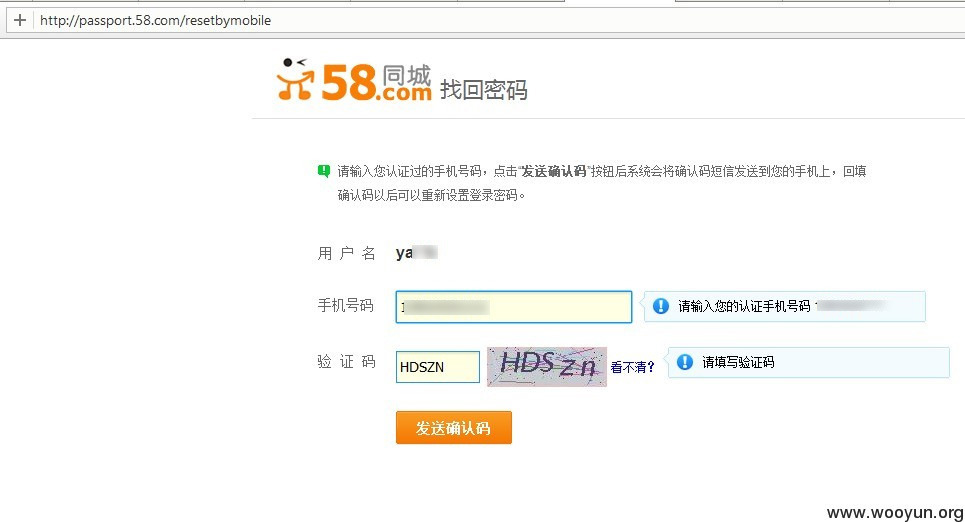 http://passport.58.com/resetbymobile
58同城.com 找回密码
请输入您认证过的手机号码，点击"发送确认码"按钮后系统会将确认码短信发送到您的手机上，回填
确认码以后可以重新设置登录密码。
用 户 名 ya
手机号码 1 请输入您的认证手机号码 1
验 证 码 HDSZN HDSzn 看不清? 请填写验证码
发送确认码
www.wooyun.org